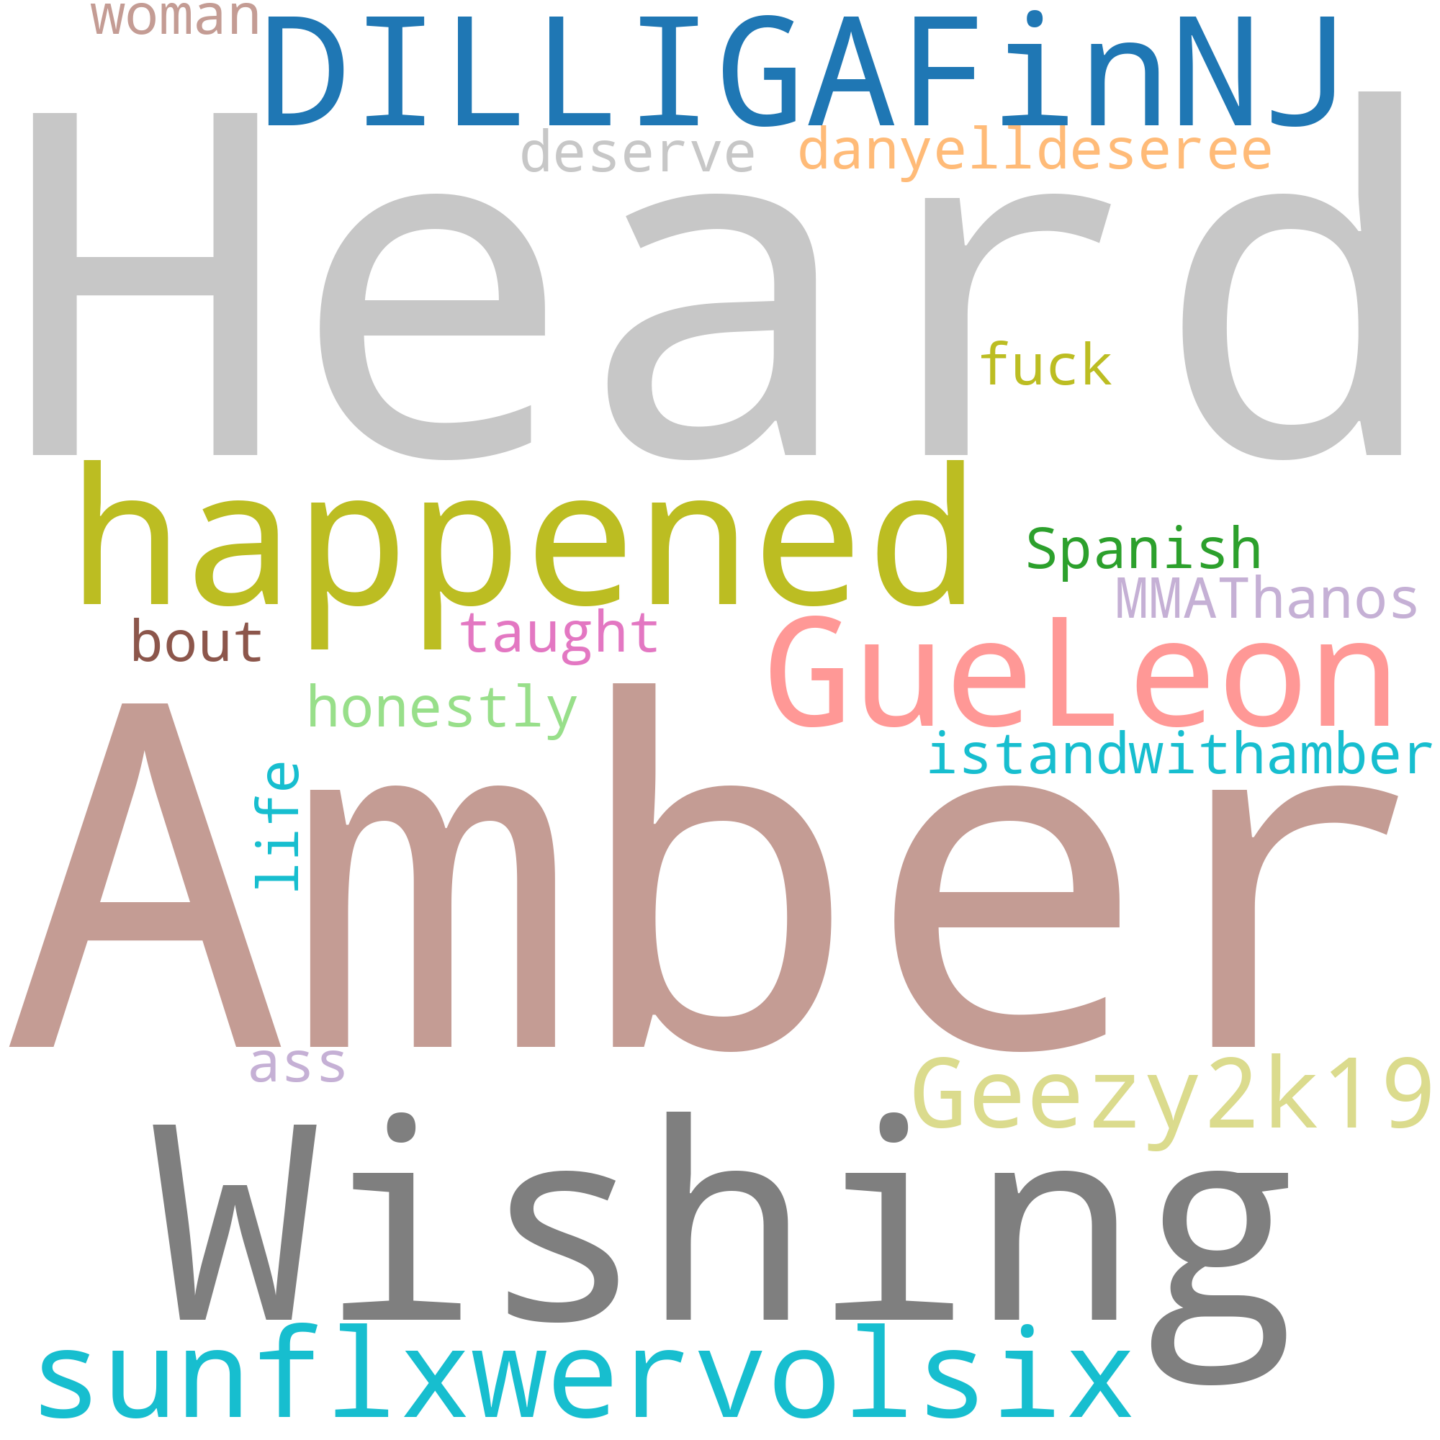 woman
DILLIGAFinNJ
deserve
danyelldeseree
Heard
fuck
happened
Spanish
MMAThanos
bout
taught
GueLeon
honestly
istandwithamber
life
Amber
ass
Geezy2k19
Wishing
sunflxwervolsix